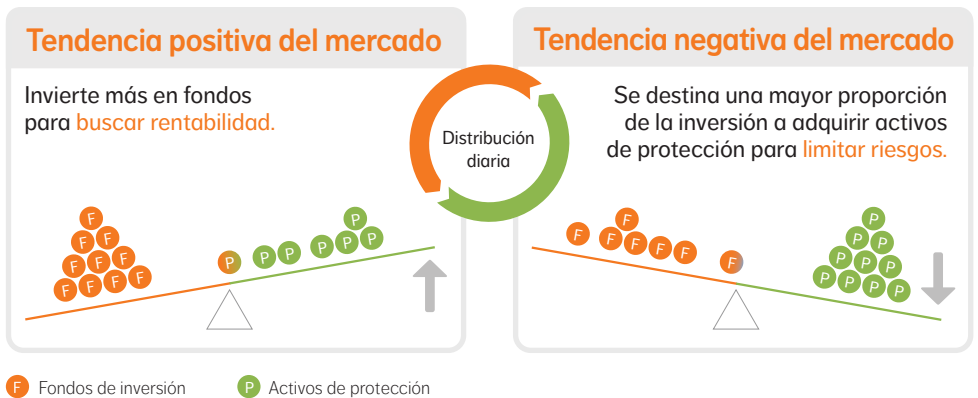 Tendencia positiva del mercado
Invierte más en fondos
para buscar rentabilidad.
F
F F
F F F
F F F F
P
P P
P
P P P
Distribución
diaria
Tendencia negativa del mercado
Se destina una mayor proporción
de la inversión a adquirir activos
de protección para limitar riesgos.
F
F
F F F F
F
P
P P
P P P
P P P P
F Fondos de inversión
P Activos de protección